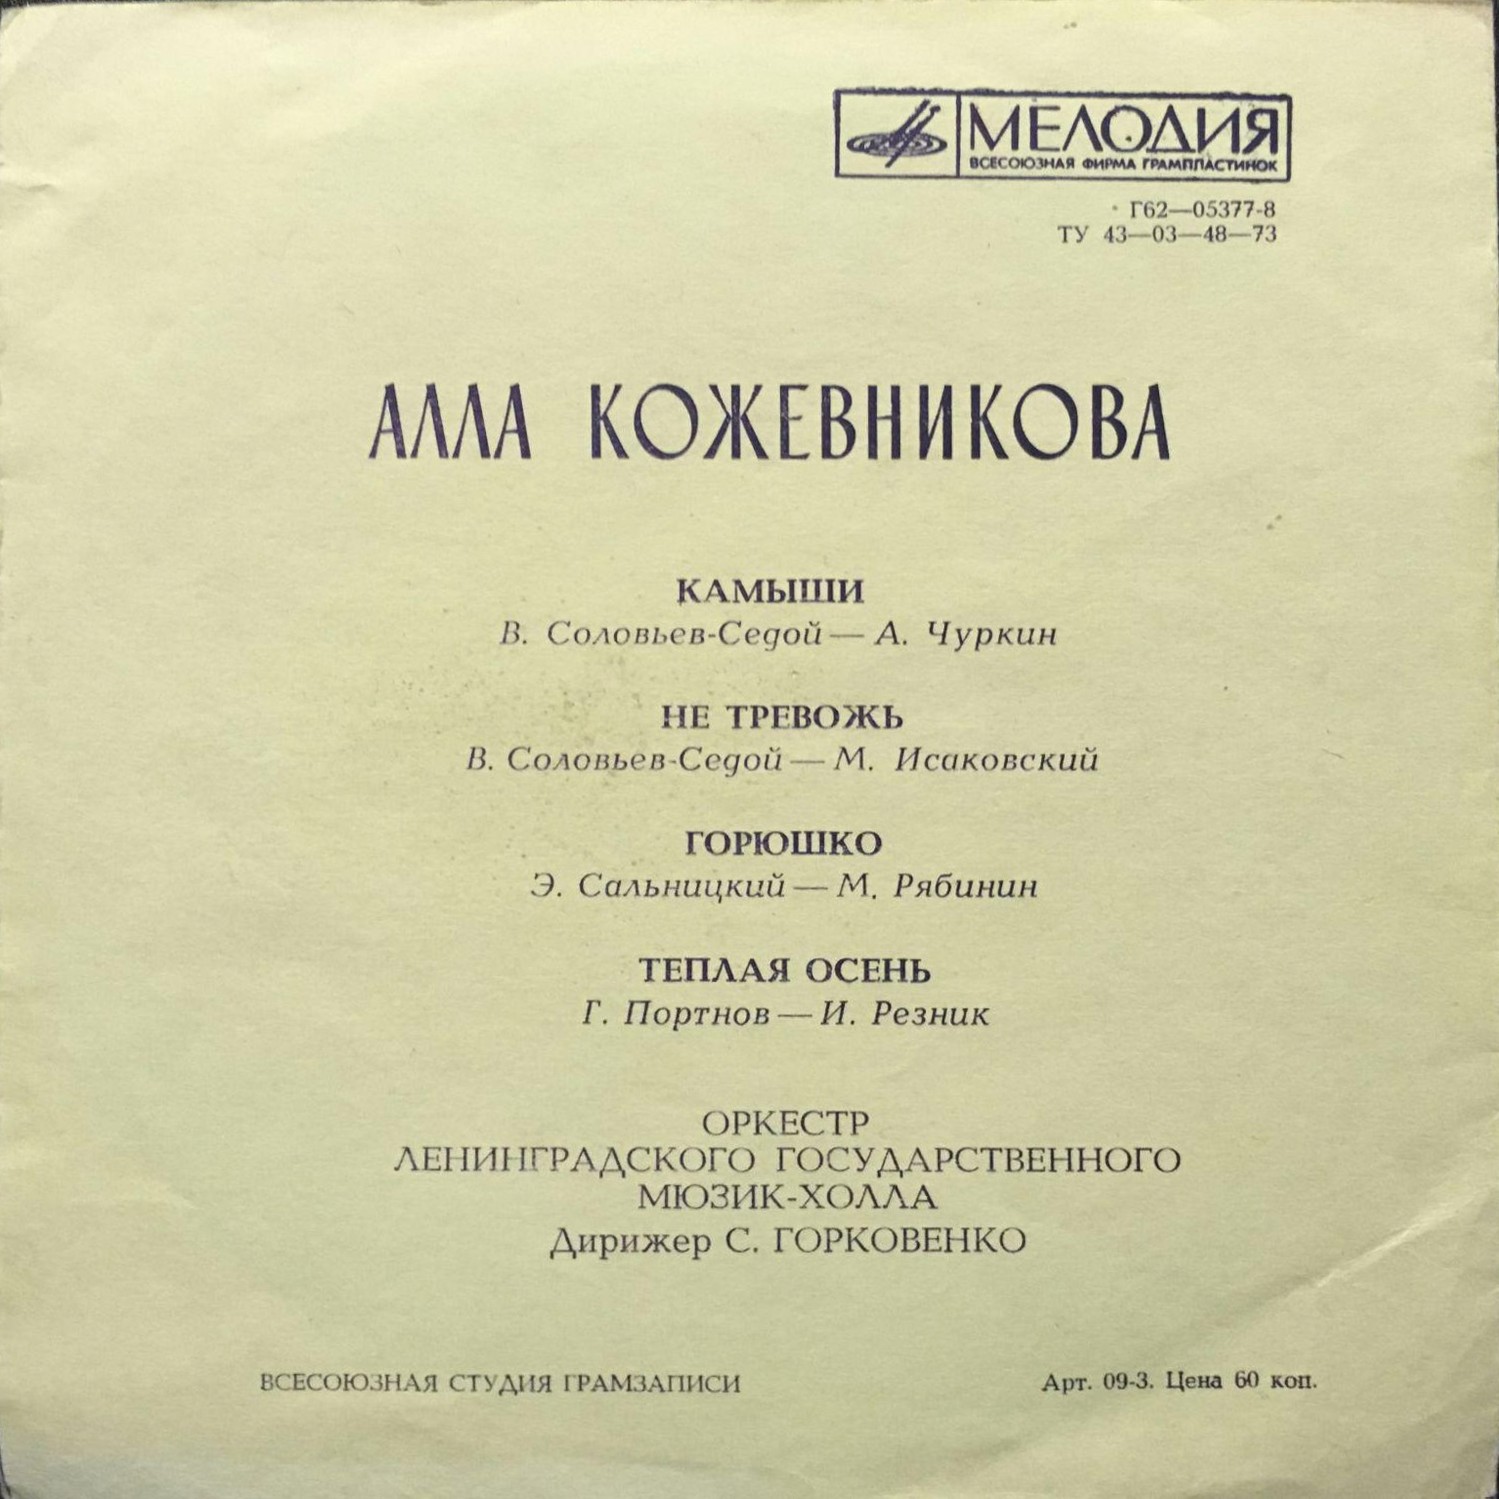 МЕЛОДИЯ
ВСЕСОЮЗНАЯ ФИРМА ГРАМПЛАСТИНОК
Г62—05377-8
ТУ 43—03—48—73
АЛЛА КОЖЕВНИКОВА
КАМЫШИ
В. Соловьев-Седой — А. Чуркин
НЕ ТРЕВОЖЬ
В. Соловьев-Седой — М. Исаковский
ГОРЮШКО
Э. Сальницкий — М. Рябинин
ТЕПЛАЯ ОСЕНЬ
Г. Портнов — И. Резник
ОРКЕСТР
ЛЕНИНГРАДСКОГО ГОСУДАРСТВЕННОГО
МЮЗИК-ХОЛЛА
Дирижер С. ГОРКОВЕНКО
ВСЕСОЮЗНАЯ СТУДИЯ ГРАМЗАПИСИ
Арт. 09-3. Цена 60 коп.